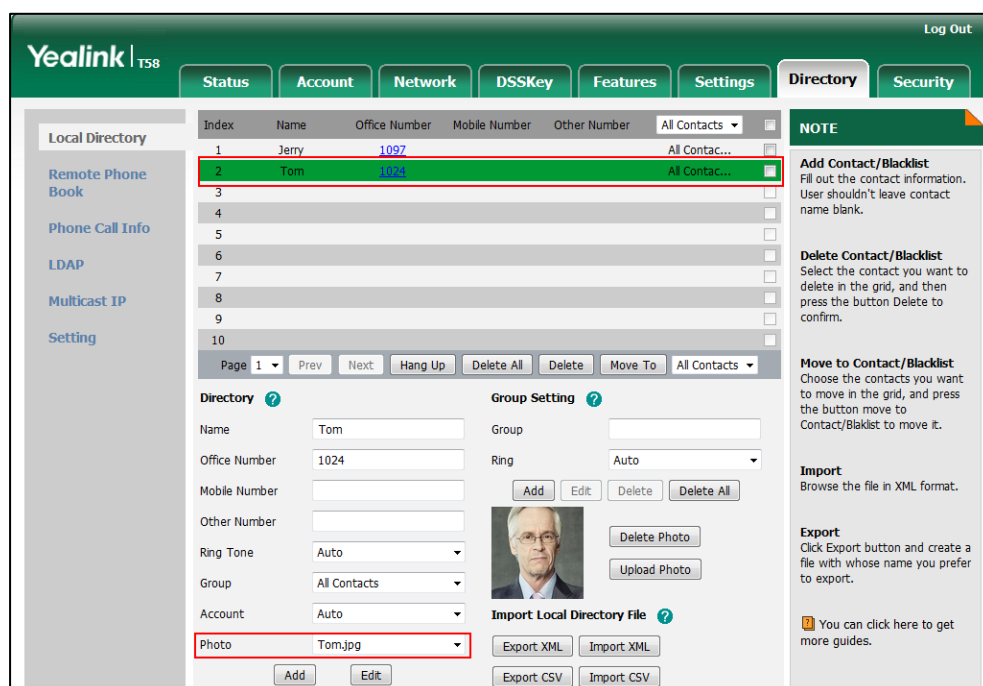 Log Out
Yealink T58
Status Account Network DSSKey Features Settings Directory Security
Local Directory
Remote Phone
Book
Phone Call Info
LDAP
Multicast IP
Setting
Index Name Office Number Mobile Number Other Number All Contacts
1 Jerry 1097 All Contac...
2 Tom 1024 All Contac...
3
4
5
6
7
8
9
10
Page 1 Prev Next Hang Up Delete All Delete Move To All Contacts
Directory ?
Name Tom
Office Number 1024
Mobile Number
Other Number
Ring Tone Auto
Group All Contacts
Account Auto
Photo Tom.jpg
Add Edit
Group Setting ?
Group
Ring Auto
Add Edit Delete Delete All
Delete Photo
Upload Photo
Import Local Directory File ?
Export XML Import XML
Export CSV Import CSV
NOTE
Add Contact/Blacklist
Fill out the contact information.
User shouldn't leave contact
name blank.
Delete Contact/Blacklist
Select the contact you want to
delete in the grid, and then
press the button Delete to
confirm.
Move to Contact/Blacklist
Choose the contacts you want
to move in the grid, and press
the button move to
Contact/Blaklist to move it.
Import
Browse the file in XML format.
Export
Click Export button and create a
file with whose name you prefer
to export.
? You can click here to get
more guides.